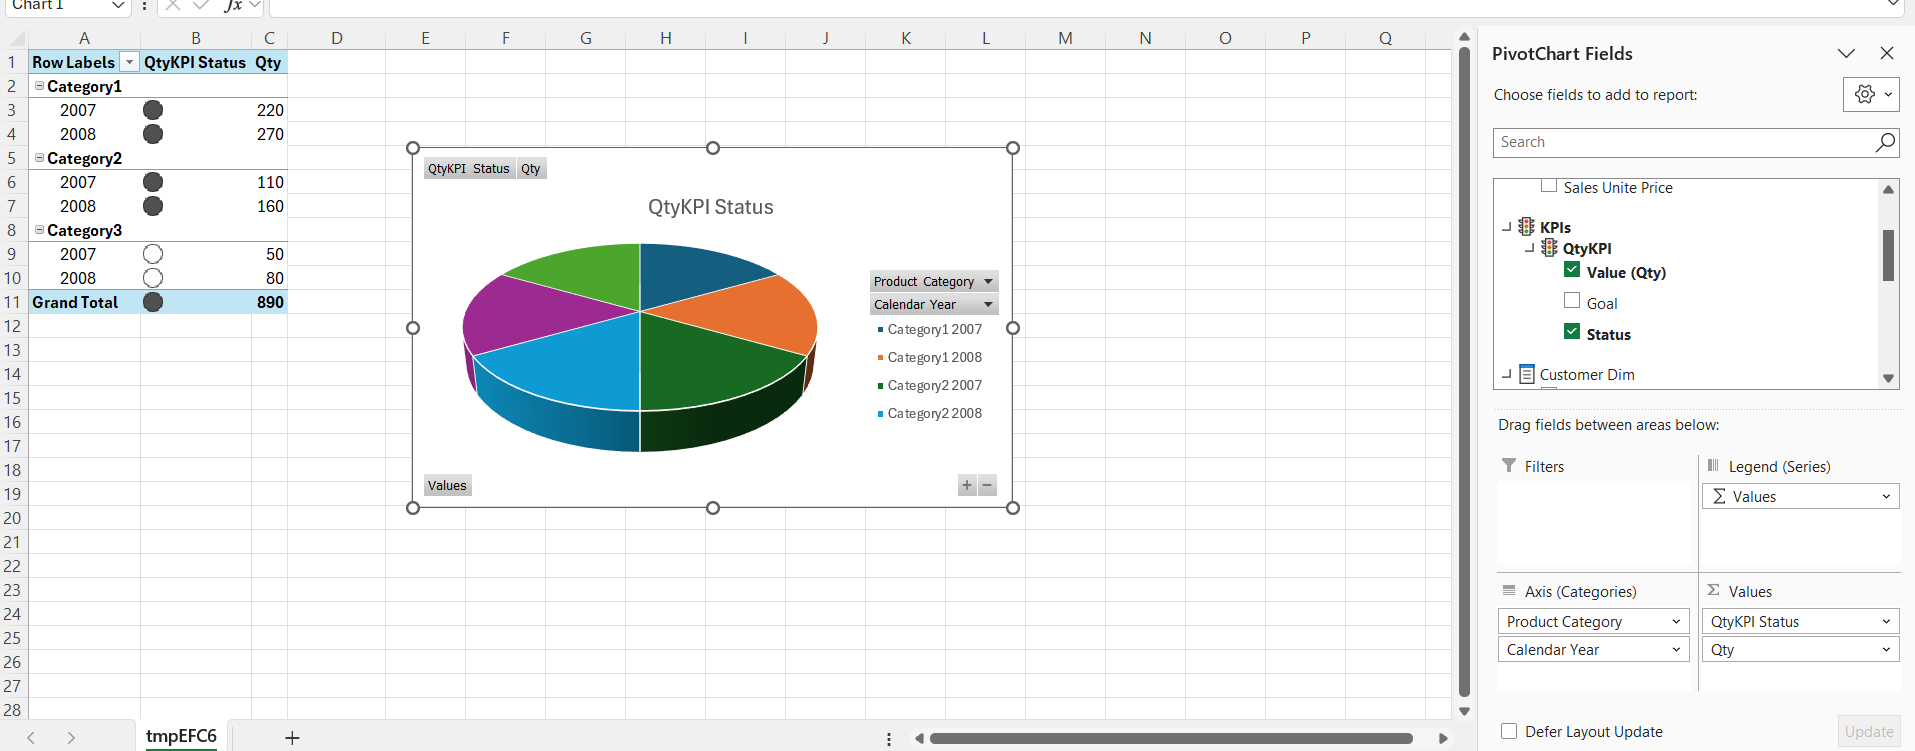 Chart 1
fx
A B C D E F G H I J K L M N O P Q
1 Row Labels QtyKPI Status Qty
2 Category1
3 2007 220
4 2008 270
5 Category2
6 2007 110
7 2008 160
8 Category3
9 2007 50
10 2008 80
11 Grand Total 890
12
13
14
15
16
17
18
19
20
21
22
23
24
25
26
27
28
QtyKPI Status Qty
QtyKPI Status
Product Category
Calendar Year
Category1 2007
Category1 2008
Category2 2007
Category2 2008
Values
+ −
tmpEFC6
+
PivotChart Fields
Choose fields to add to report:
Search
Sales Unite Price
KPIs
QtyKPI
Value (Qty)
Goal
Status
Customer Dim
Drag fields between areas below:
Filters
Legend (Series)
Σ Values
Axis (Categories)
Σ Values
Product Category
QtyKPI Status
Calendar Year
Qty
Defer Layout Update
Update